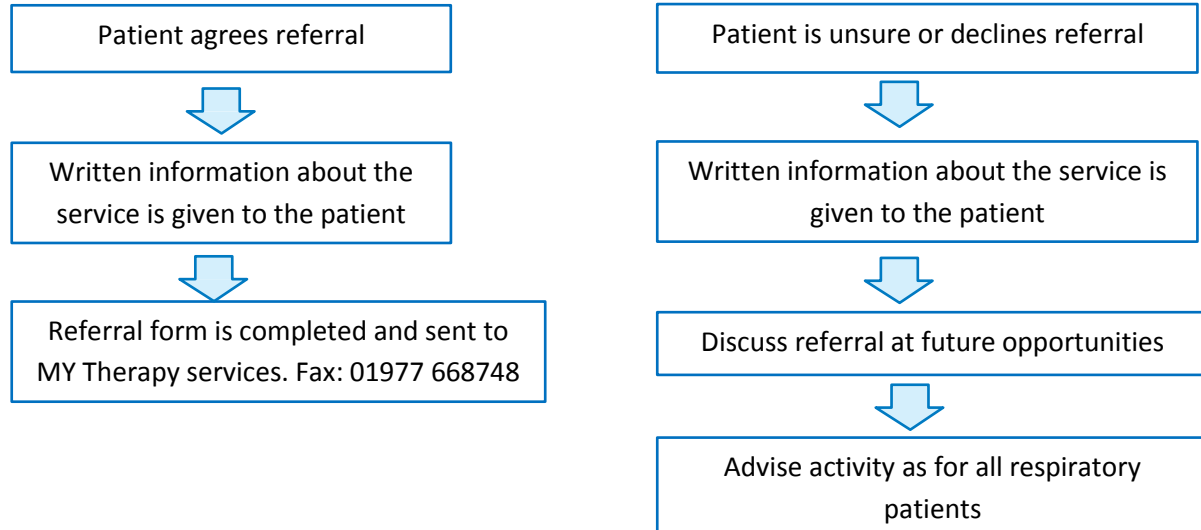 Patient agrees referral
Written information about the
service is given to the patient
Referral form is completed and sent to
MY Therapy services. Fax: 01977 668748
Patient is unsure or declines referral
Written information about the service is
given to the patient
Discuss referral at future opportunities
Advise activity as for all respiratory
patients